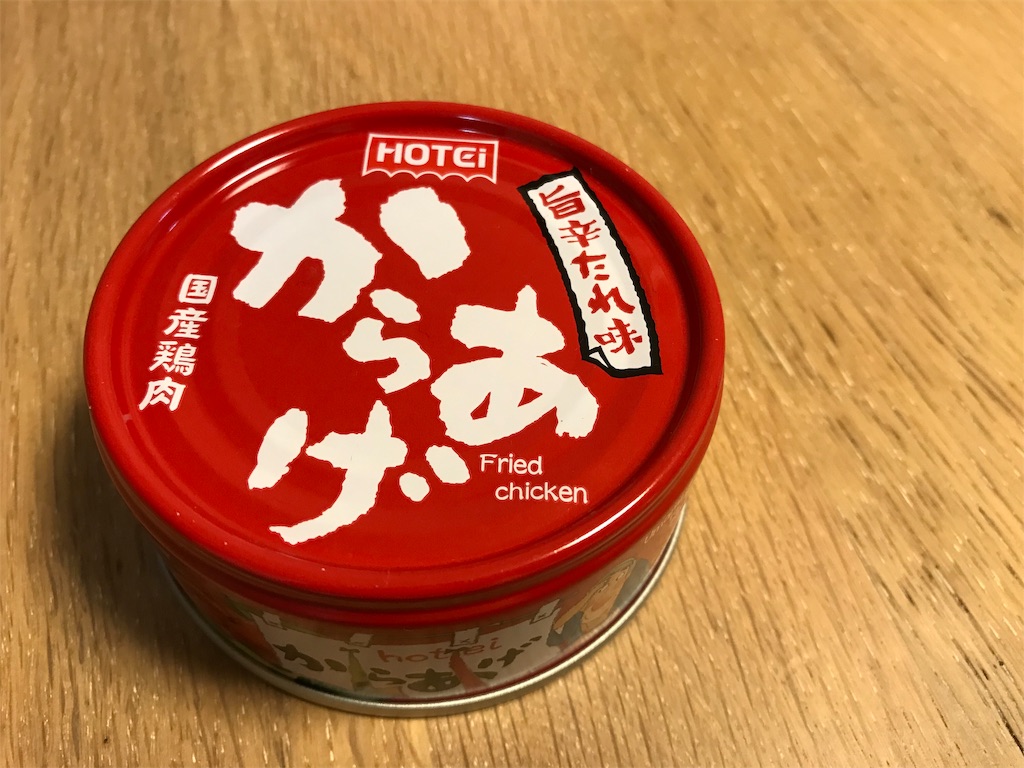 HOTEi
旨辛たれ味
からあげ
Fried
chicken
国産鶏肉
hotei
からあげ